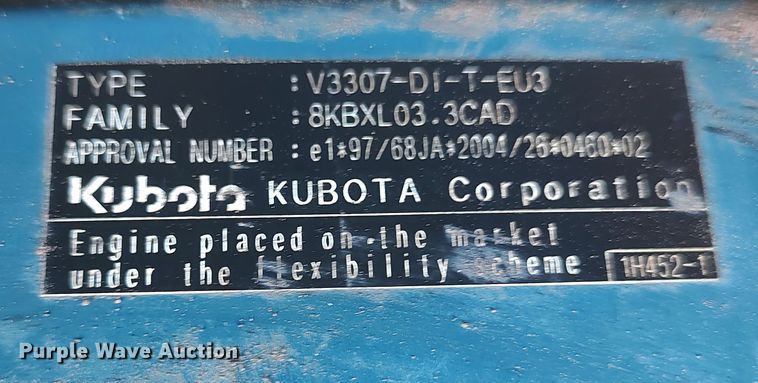 TYPE : V3307-DI-T-EU3
FAMILY : 8KBXL03.3CAD
APPROVAL NUMBER : e1*97/68JA*2004/26*0460*02
Kubota KUBOTA Corporation
Engine placed on the market
under the flexibility scheme 1H452-1
Purple Wave Auction